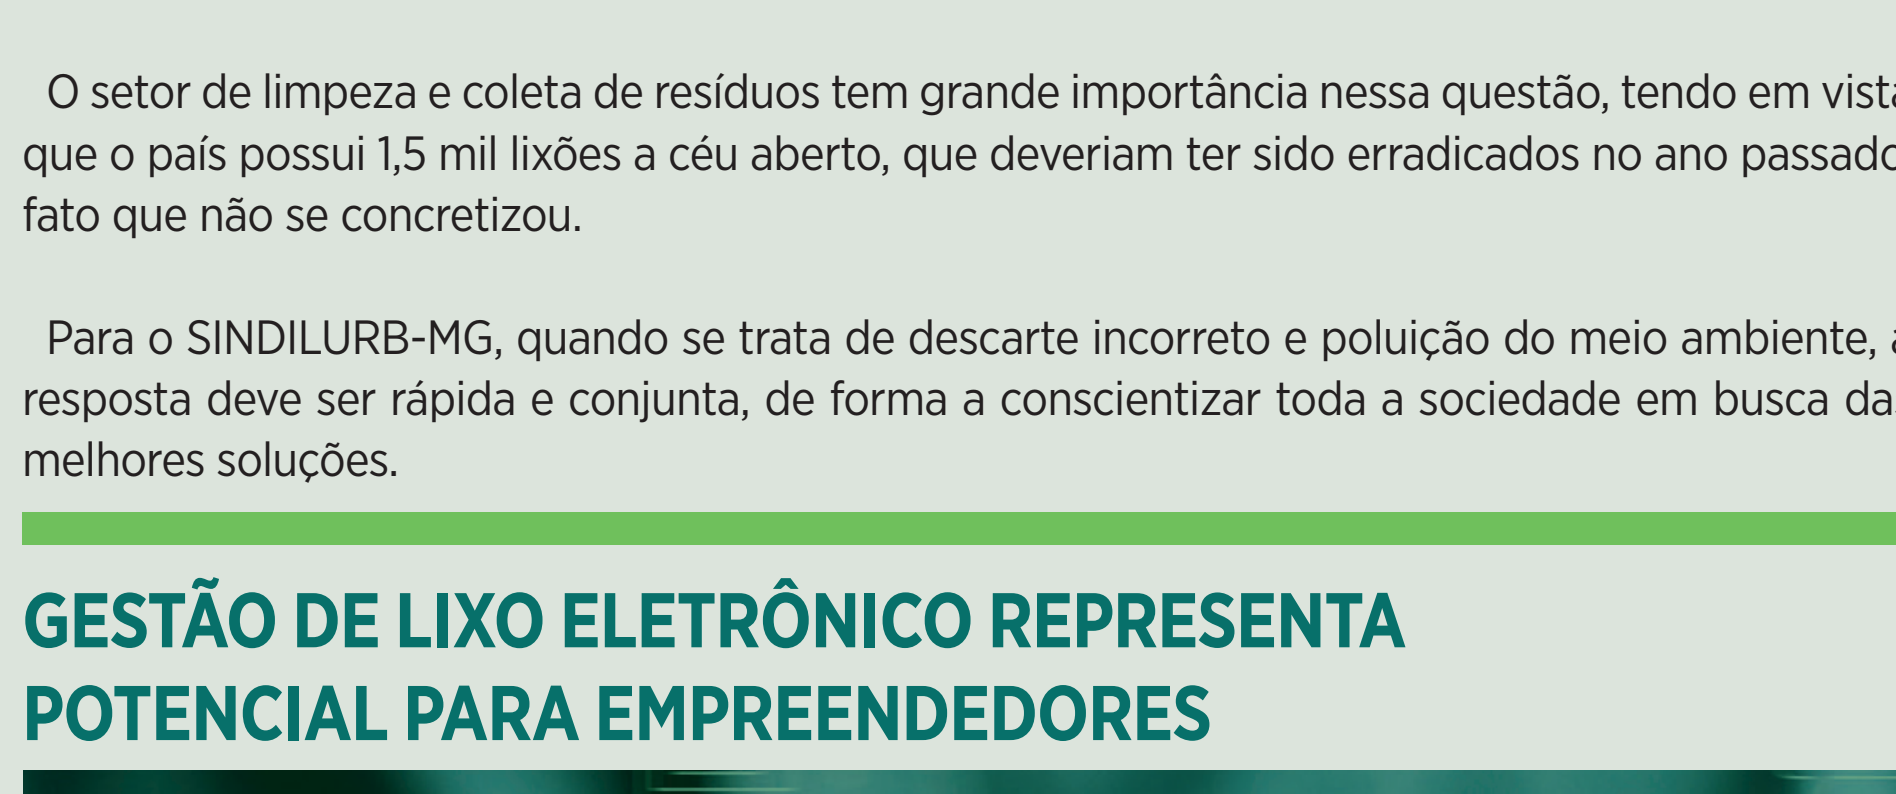 O setor de limpeza e coleta de resíduos tem grande importância nessa questão, tendo em vista
que o país possui 1,5 mil lixões a céu aberto, que deveriam ter sido erradicados no ano passado
fato que não se concretizou.
Para o SINDILURB-MG, quando se trata de descarte incorreto e poluição do meio ambiente, a
resposta deve ser rápida e conjunta, de forma a conscientizar toda a sociedade em busca das
melhores soluções.
GESTÃO DE LIXO ELETRÔNICO REPRESENTA
POTENCIAL PARA EMPREENDEDORES